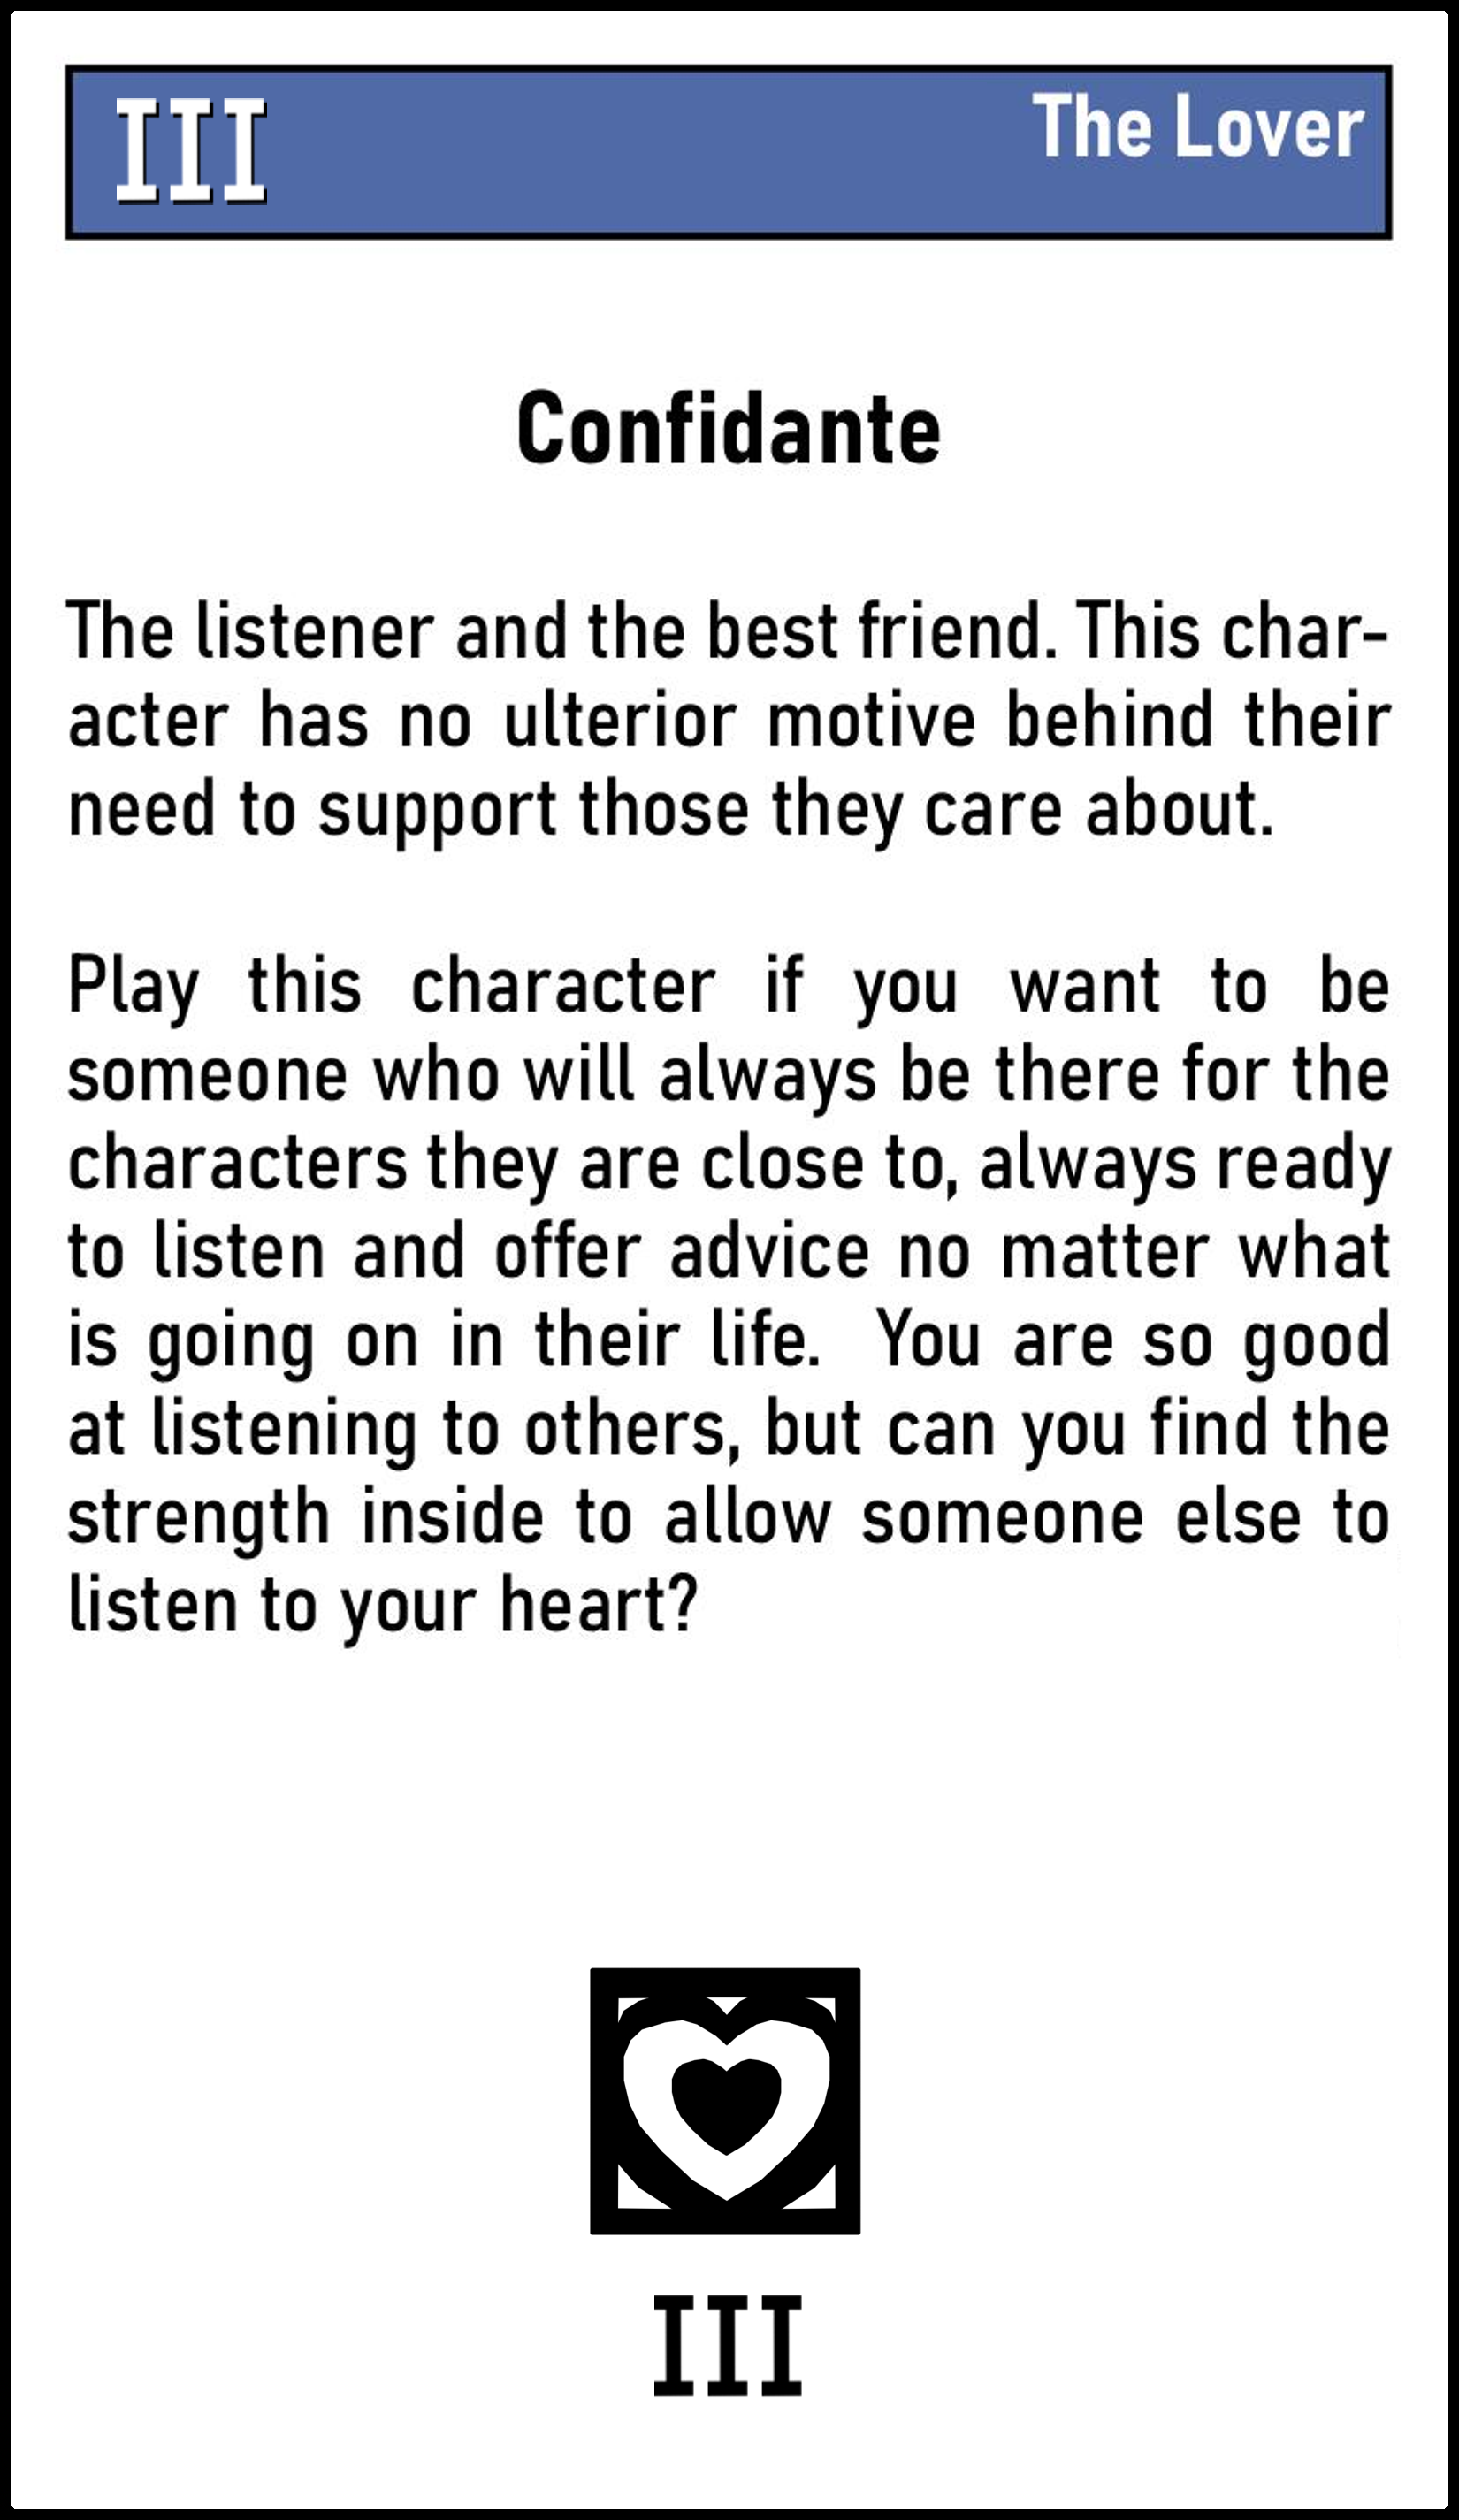 III
The Lover
Confidante
The listener and the best friend. This char-
acter has no ulterior motive behind their
need to support those they care about.
Play this character if you want to be
someone who will always be there for the
characters they are close to, always ready
to listen and offer advice no matter what
is going on in their life.  You are so good
at listening to others, but can you find the
strength inside to allow someone else to
listen to your heart?
III